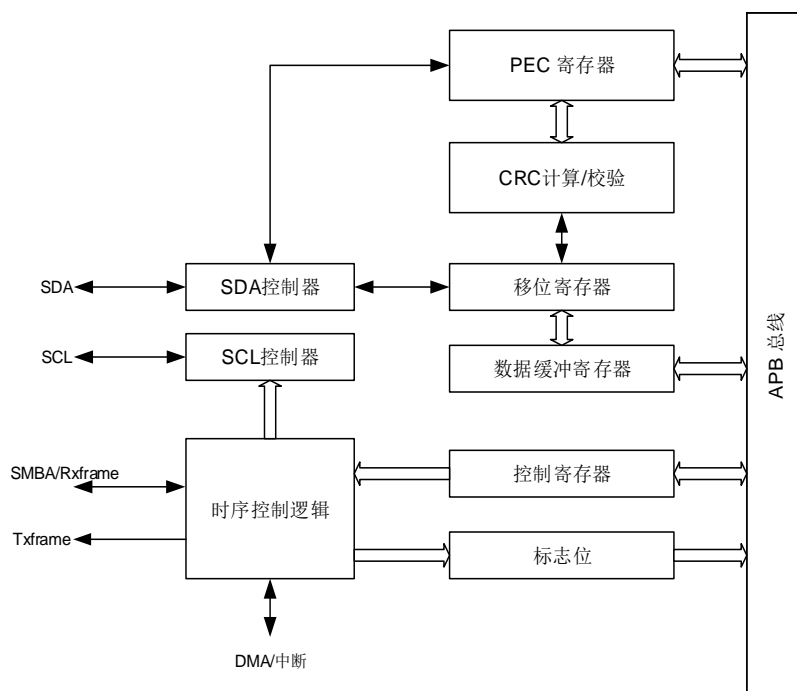 PEC 寄存器
CRC计算/校验
SDA
SDA控制器
移位寄存器
SCL
SCL控制器
数据缓冲寄存器
APB 总线
SMBA/Rxframe
时序控制逻辑
控制寄存器
Txframe
标志位
DMA/中断